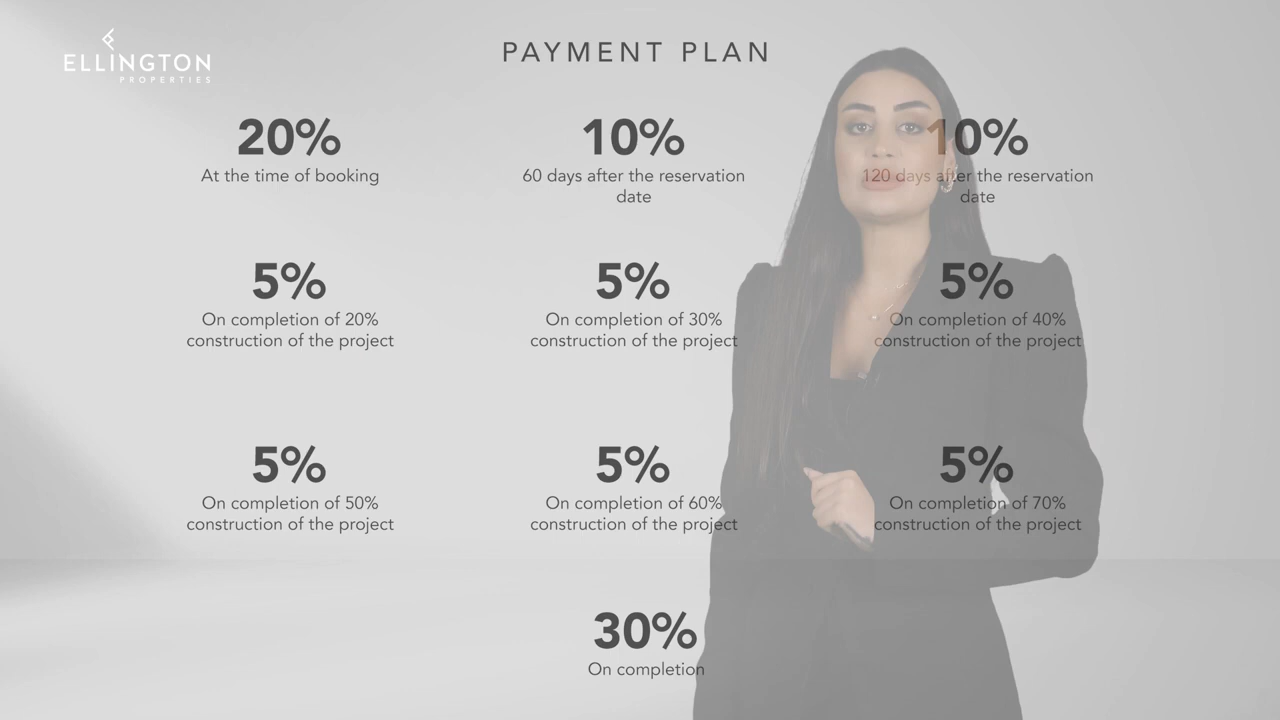 ELLINGTON
PROPERTIES
PAYMENT PLAN
20%
At the time of booking
10%
60 days after the reservation
date
10%
120 days after the reservation
date
5%
On completion of 20%
construction of the project
5%
On completion of 30%
construction of the project
5%
On completion of 40%
construction of the project
5%
On completion of 50%
construction of the project
5%
On completion of 60%
construction of the project
5%
On completion of 70%
construction of the project
30%
On completion